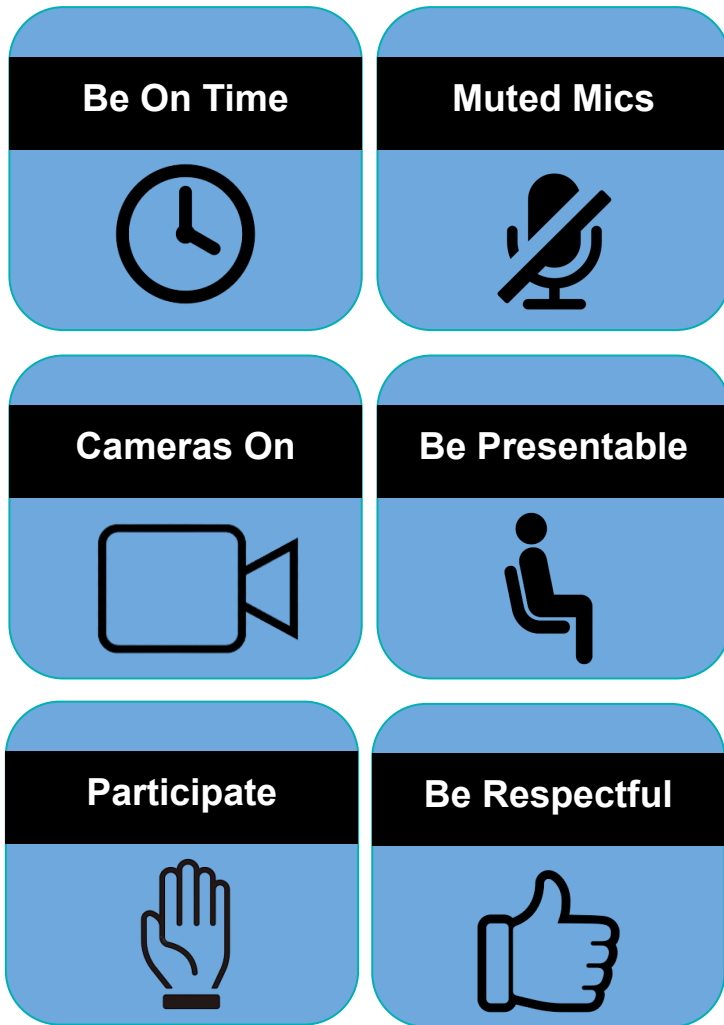 Be On Time
Muted Mics
Cameras On
Be Presentable
Participate
Be Respectful